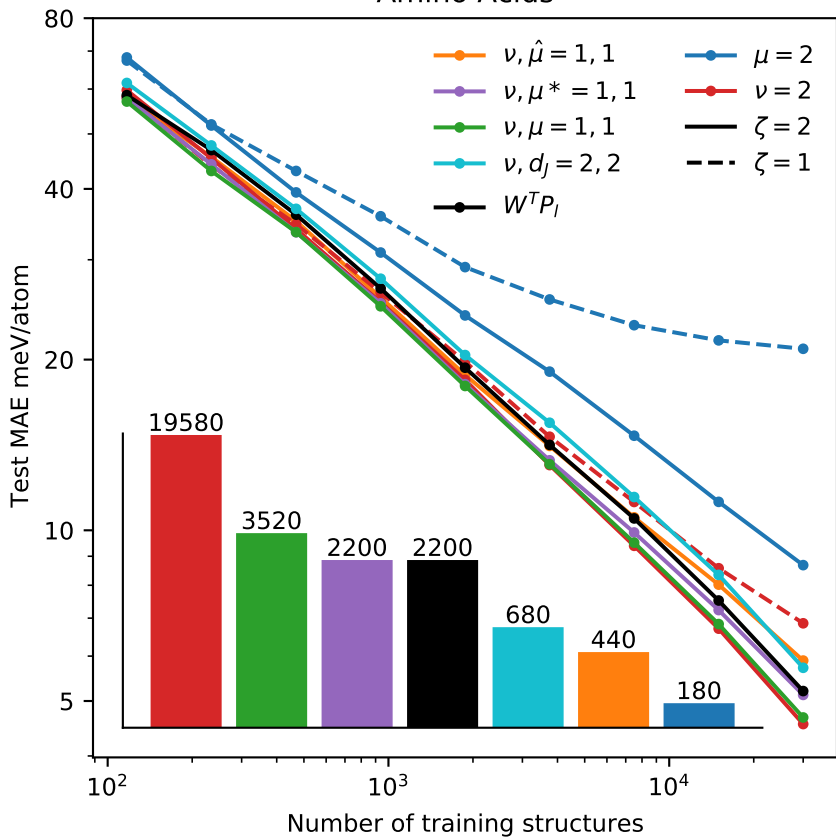 Amino Acids
80
40
20
10
5
Test MAE meV/atom
ν, μ̂ = 1, 1
ν, μ* = 1, 1
ν, μ = 1, 1
ν, d_J = 2, 2
W^T P_l
μ = 2
ν = 2
ζ = 2
ζ = 1
19580
3520
2200
2200
680
440
180
10²
10³
10⁴
Number of training structures